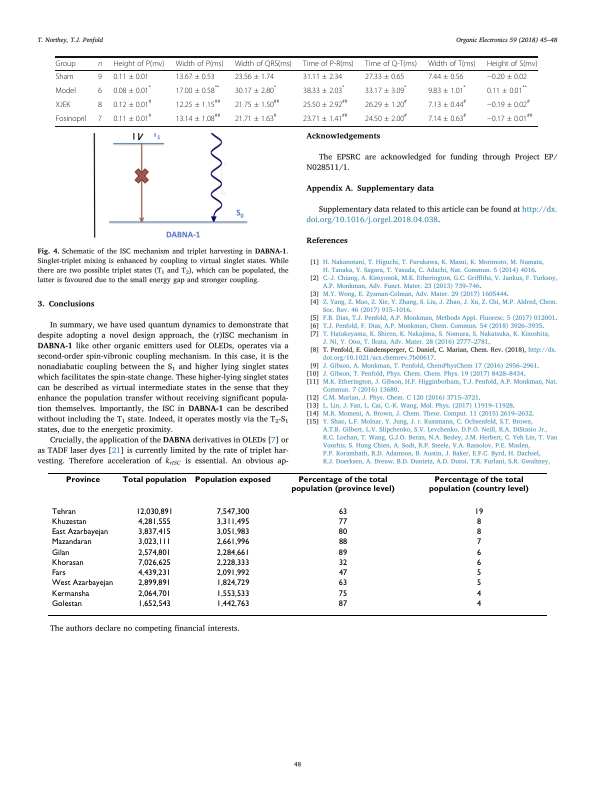 T. Northey, T.J. Penfold
Organic Electronics 59 (2018) 45–48
Group n Height of P(mv) Width of P(ms) Width of QRS(ms) Time of P-R(ms) Time of Q-T(ms) Width of T(ms) Height of S(mv)
Sham 9 0.11 ± 0.01 13.67 ± 0.53 23.56 ± 1.74 31.11 ± 2.34 27.33 ± 0.65 7.44 ± 0.56 −0.20 ± 0.02
Model 6 0.08 ± 0.01* 17.00 ± 0.58** 30.17 ± 2.80* 38.33 ± 2.03* 33.17 ± 3.09* 9.83 ± 1.01* 0.11 ± 0.01**
XJEK 8 0.12 ± 0.01# 12.25 ± 1.15## 21.75 ± 1.50## 25.50 ± 2.92## 26.29 ± 1.20# 7.13 ± 0.44# −0.19 ± 0.02#
Fosinopril 7 0.11 ± 0.01# 13.14 ± 1.08## 21.71 ± 1.63# 23.71 ± 1.41## 24.50 ± 2.00# 7.14 ± 0.63# −0.17 ± 0.01##
S0
DABNA-1
Fig. 4. Schematic of the ISC mechanism and triplet harvesting in DABNA-1.
Singlet-triplet mixing is enhanced by coupling to virtual singlet states. While
there are two possible triplet states (T1 and T2), which can be populated, the
latter is favoured due to the small energy gap and stronger coupling.
3. Conclusions
In summary, we have used quantum dynamics to demonstrate that
despite adopting a novel design approach, the (r)ISC mechanism in
DABNA-1 like other organic emitters used for OLEDs, operates via a
second-order spin-vibronic coupling mechanism. In this case, it is the
nonadiabatic coupling between the S1 and higher lying singlet states
which facilitates the spin-state change. These higher-lying singlet states
can be described as virtual intermediate states in the sense that they
enhance the population transfer without receiving significant popula-
tion themselves. Importantly, the ISC in DABNA-1 can be described
without including the T1 state. Indeed, it operates mostly via the T2-S1
states, due to the energetic proximity.
Crucially, the application of the DABNA derivatives in OLEDs [7] or
as TADF laser dyes [21] is currently limited by the rate of triplet har-
vesting. Therefore acceleration of krISC is essential. An obvious ap-
Acknowledgements
The EPSRC are acknowledged for funding through Project EP/
N028511/1.
Appendix A. Supplementary data
Supplementary data related to this article can be found at http://dx.
doi.org/10.1016/j.orgel.2018.04.038.
References
[1] H. Nakanotani, T. Higuchi, T. Furukawa, K. Masui, K. Morimoto, M. Numata,
H. Tanaka, Y. Sagara, T. Yasuda, C. Adachi, Nat. Commun. 5 (2014) 4016.
[2] C.-J. Chiang, A. Kimyonok, M.K. Etherington, G.C. Griffiths, V. Jankus, F. Turksoy,
A.P. Monkman, Adv. Funct. Mater. 23 (2013) 739–746.
[3] M.Y. Wong, E. Zysman-Colman, Adv. Mater. 29 (2017) 1605444.
[4] Z. Yang, Z. Mao, Z. Xie, Y. Zhang, S. Liu, J. Zhao, J. Xu, Z. Chi, M.P. Aldred, Chem.
Soc. Rev. 46 (2017) 915–1016.
[5] F.B. Dias, T.J. Penfold, A.P. Monkman, Methods Appl. Fluoresc. 5 (2017) 012001.
[6] T.J. Penfold, F. Dias, A.P. Monkman, Chem. Commun. 54 (2018) 3926–3935.
[7] T. Hatakeyama, K. Shiren, K. Nakajima, S. Nomura, S. Nakatsuka, K. Kinoshita,
J. Ni, Y. Ono, T. Ikuta, Adv. Mater. 28 (2016) 2777–2781.
[8] T. Penfold, E. Gindensperger, C. Daniel, C. Marian, Chem. Rev. (2018), http://dx.
doi.org/10.1021/acs.chemrev.7b00617.
[9] J. Gibson, A. Monkman, T. Penfold, ChemPhysChem 17 (2016) 2956–2961.
[10] J. Gibson, T. Penfold, Phys. Chem. Chem. Phys. 19 (2017) 8428–8434.
[11] M.K. Etherington, J. Gibson, H.F. Higginbotham, T.J. Penfold, A.P. Monkman, Nat.
Commun. 7 (2016) 13680.
[12] C.M. Marian, J. Phys. Chem. C 120 (2016) 3715–3721.
[13] L. Lin, J. Fan, L. Cai, C.-K. Wang, Mol. Phys. (2017) 11919–11928.
[14] M.R. Momeni, A. Brown, J. Chem. Theor. Comput. 11 (2015) 2619–2632.
[15] Y. Shao, L.F. Molnar, Y. Jung, J. r. Kussmann, C. Ochsenfeld, S.T. Brown,
A.T.B. Gilbert, L.V. Slipchenko, S.V. Levchenko, D.P.O. Neill, R.A. DiStasio Jr.,
R.C. Lochan, T. Wang, G.J.O. Beran, N.A. Besley, J.M. Herbert, C. Yeh Lin, T. Van
Voorhis, S. Hung Chien, A. Sodt, R.P. Steele, V.A. Rassolov, P.E. Maslen,
P.P. Korambath, R.D. Adamson, B. Austin, J. Baker, E.F.C. Byrd, H. Dachsel,
R.J. Doerksen, A. Dreuw, B.D. Dunietz, A.D. Dutoi, T.R. Furlani, S.R. Gwaltney,
Province Total population Population exposed Percentage of the total Percentage of the total
population (province level) population (country level)
Tehran 12,030,891 7,547,300 63 19
Khuzestan 4,281,555 3,311,495 77 8
East Azarbayejan 3,837,415 3,051,983 80 8
Mazandaran 3,023,111 2,661,996 88 7
Gilan 2,574,801 2,284,661 89 6
Khorasan 7,026,625 2,228,333 32 6
Fars 4,439,231 2,091,992 47 5
West Azarbayejan 2,899,891 1,824,729 63 5
Kermansha 2,064,701 1,553,533 75 4
Golestan 1,652,543 1,442,763 87 4
The authors declare no competing financial interests.
48